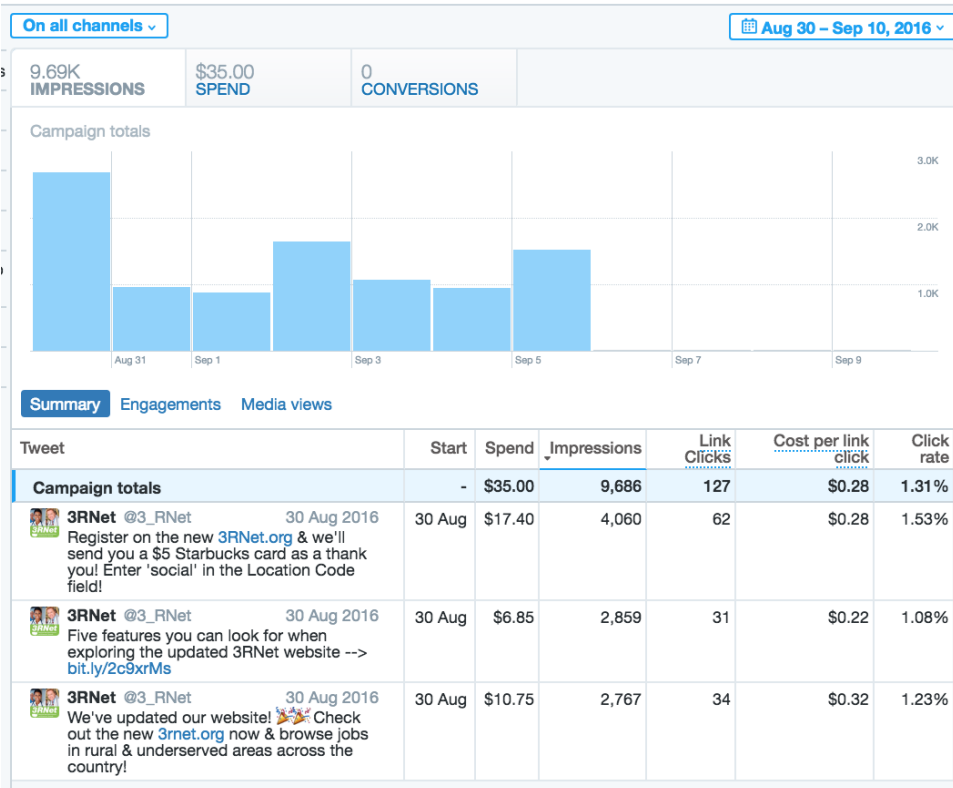 On all channels
Aug 30 – Sep 10, 2016
9.69K
IMPRESSIONS
$35.00
SPEND
0
CONVERSIONS
Campaign totals
3.0K
2.0K
1.0K
Aug 31 Sep 1 Sep 3 Sep 5 Sep 7 Sep 9
Summary Engagements Media views
Tweet Start Spend Impressions Link Clicks Cost per link click Click rate
Campaign totals - $35.00 9,686 127 $0.28 1.31%
3RNet @3_RNet 30 Aug 2016 30 Aug $17.40 4,060 62 $0.28 1.53%
Register on the new 3RNet.org & we'll
send you a $5 Starbucks card as a thank
you! Enter 'social' in the Location Code
field!
3RNet @3_RNet 30 Aug 2016 30 Aug $6.85 2,859 31 $0.22 1.08%
Five features you can look for when
exploring the updated 3RNet website -->
bit.ly/2c9xrMs
3RNet @3_RNet 30 Aug 2016 30 Aug $10.75 2,767 34 $0.32 1.23%
We've updated our website! 🎉🎉 Check
out the new 3rnet.org now & browse jobs
in rural & underserved areas across the
country!